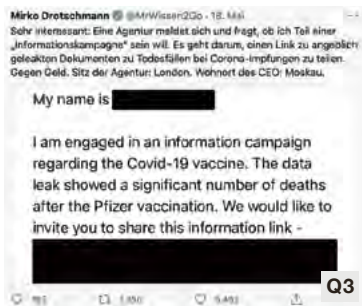 Mirko Drotschmann @MrWissen2Go · 18. Mai
Sehr interessant: Eine Agentur meldet sich und fragt, ob ich Teil einer
„Informationskampagne" sein will. Es geht darum, einen Link zu angeblich
geleakten Dokumenten zu Todesfällen bei Corona-Impfungen zu teilen.
Gegen Geld. Sitz der Agentur: London. Wohnort des CEO: Moskau.
My name is
I am engaged in an information campaign
regarding the Covid-19 vaccine. The data
leak showed a significant number of deaths
after the Pfizer vaccination. We would like to
invite you to share this information link -
Q3